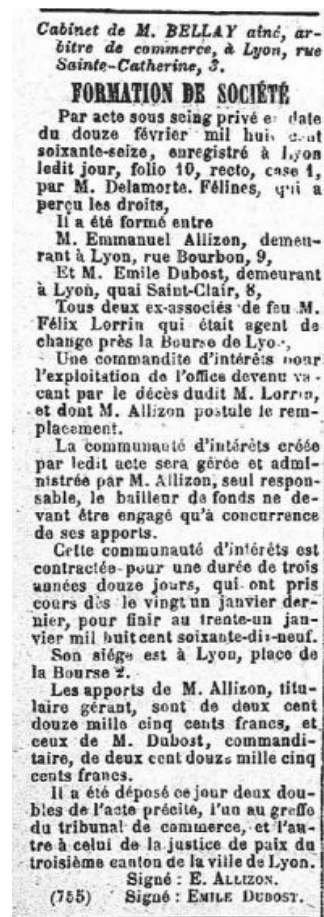 Cabinet de M. BELLAY aîné, ar-
bitre de commerce, à Lyon, rue
Sainte-Catherine, 3.
FORMATION DE SOCIÉTÉ
Par acte sous seing privé en date
du douze février mil huit cent
soixante-seize, enregistré à Lyon
ledit jour, folio 10, recto, case 1,
par M. Delamorte. Félines, qui a
perçu les droits,
Il a été formé entre
M. Emmanuel Allizon, demeu-
rant à Lyon, rue Bourbon, 9,
Et M. Emile Dubost, demeurant
à Lyon, quai Saint-Clair, 8,
Tous deux ex-associés de feu M.
Félix Lorrin qui était agent de
change près la Bourse de Lyon,
Une commandite d'intérêts pour
l'exploitation de l'office devenu va-
cant par le décès dudit M. Lorrin,
et dont M. Allizon postule le rem-
placement.
La communauté d'intérêts créée
par ledit acte sera gérée et admi-
nistrée par M. Allizon, seul respon-
sable, le bailleur de fonds ne de-
vant être engagé qu'à concurrence
de ses apports.
Cette communauté d'intérêts est
contractée pour une durée de trois
années douze jours, qui ont pris
cours dès le vingt un janvier der-
nier, pour finir au trente-un jan-
vier mil huit cent soixante-dix-neuf.
Son siége est à Lyon, place de
la Bourse 2.
Les apports de M. Allizon, titu-
laire gérant, sont de deux cent
douze mille cinq cents francs, et
ceux de M. Dubost, commandi-
taire, de deux cent douze mille cinq
cents francs.
Il a été déposé ce jour deux dou-
bles de l'acte précité, l'un au greffe
du tribunal de commerce, et l'au-
tre à celui de la justice de paix du
troisième canton de la ville de Lyon.
Signé : E. ALLIZON.
(755) Signé : EMILE DUBOST.